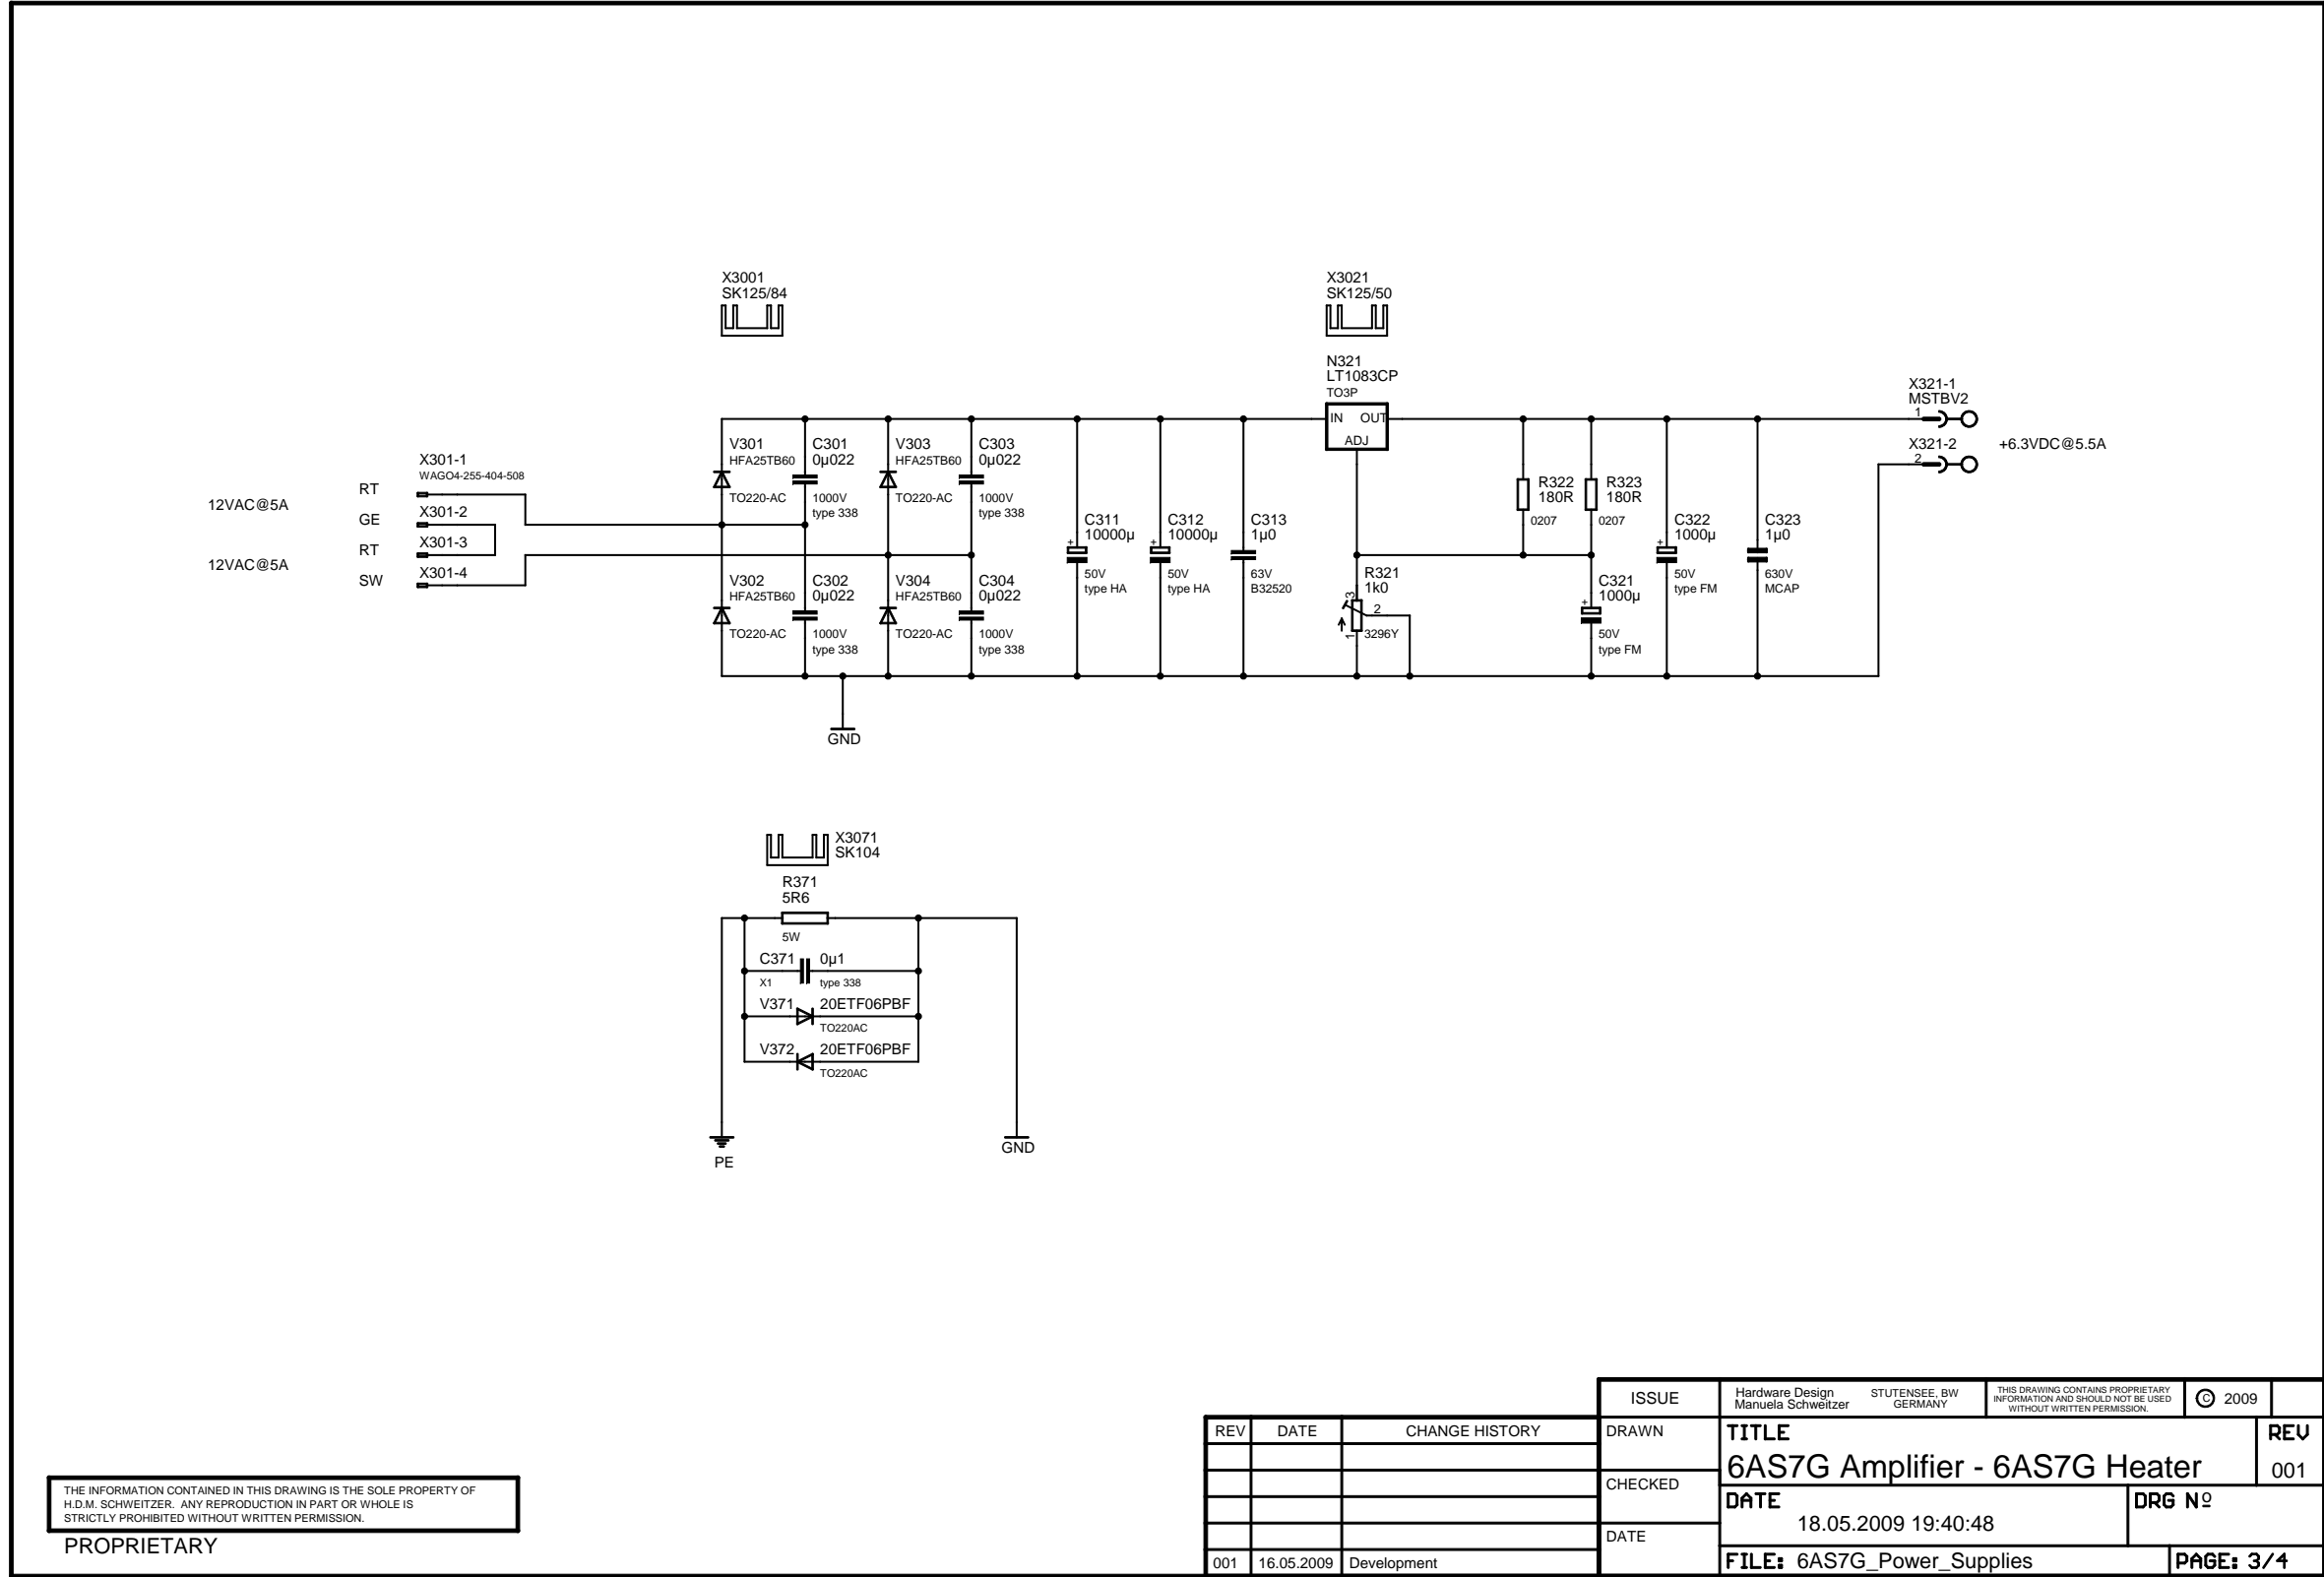 X3001
SK125/84
X3021
SK125/50
N321
LT1083CP
TO3P
IN OUT
ADJ
X321-1
MSTBV2
1
X321-2
2
+6.3VDC@5.5A
X301-1
WAGO4-255-404-508
RT
12VAC@5A
X301-2
GE
X301-3
RT
12VAC@5A
X301-4
SW
V301
HFA25TB60
TO220-AC
C301
0µ022
1000V
type 338
V303
HFA25TB60
TO220-AC
C303
0µ022
1000V
type 338
V302
HFA25TB60
TO220-AC
C302
0µ022
1000V
type 338
V304
HFA25TB60
TO220-AC
C304
0µ022
1000V
type 338
C311
10000µ
+
50V
type HA
C312
10000µ
+
50V
type HA
C313
1µ0
63V
B32520
R322
180R
0207
R323
180R
0207
R321
1k0
3
2
1
3296Y
C321
1000µ
+
50V
type FM
C322
1000µ
+
50V
type FM
C323
1µ0
630V
MCAP
GND
X3071
SK104
R371
5R6
5W
C371 0µ1
X1 type 338
V371 20ETF06PBF
TO220AC
V372 20ETF06PBF
TO220AC
PE
GND
THE INFORMATION CONTAINED IN THIS DRAWING IS THE SOLE PROPERTY OF
H.D.M. SCHWEITZER. ANY REPRODUCTION IN PART OR WHOLE IS
STRICTLY PROHIBITED WITHOUT WRITTEN PERMISSION.
PROPRIETARY
REV DATE CHANGE HISTORY
001 16.05.2009 Development
ISSUE
DRAWN
CHECKED
DATE
Hardware Design
Manuela Schweitzer
STUTENSEE, BW
GERMANY
THIS DRAWING CONTAINS PROPRIETARY
INFORMATION AND SHOULD NOT BE USED
WITHOUT WRITTEN PERMISSION.
© 2009
TITLE
6AS7G Amplifier - 6AS7G Heater
REV
001
DATE
18.05.2009 19:40:48
DRG Nº
FILE: 6AS7G_Power_Supplies
PAGE: 3/4